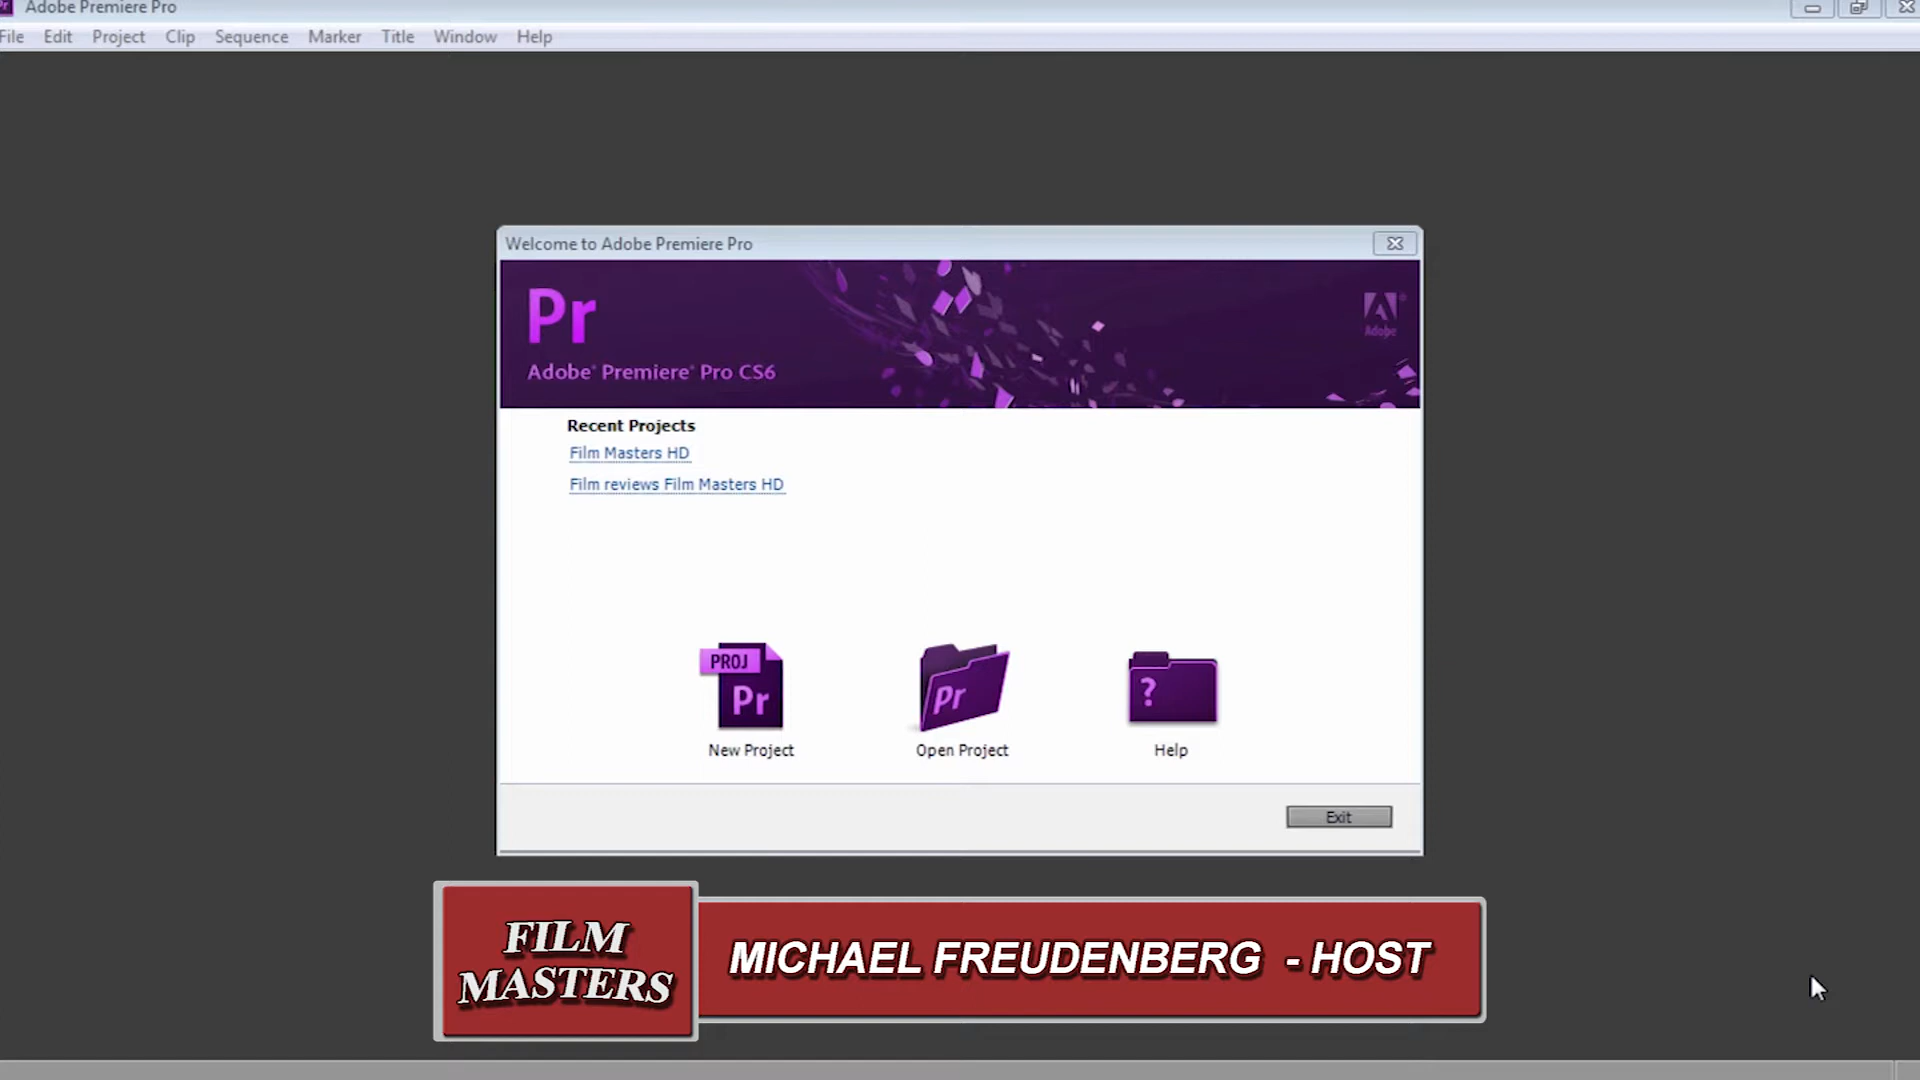 Adobe Premiere Pro
File Edit Project Clip Sequence Marker Title Window Help
Welcome to Adobe Premiere Pro
Pr
Adobe® Premiere® Pro CS6
Adobe®
Recent Projects
Film Masters HD
Film reviews Film Masters HD
PROJ
Pr
Pr
?
New Project
Open Project
Help
Exit
FILM
MASTERS
MICHAEL FREUDENBERG - HOST